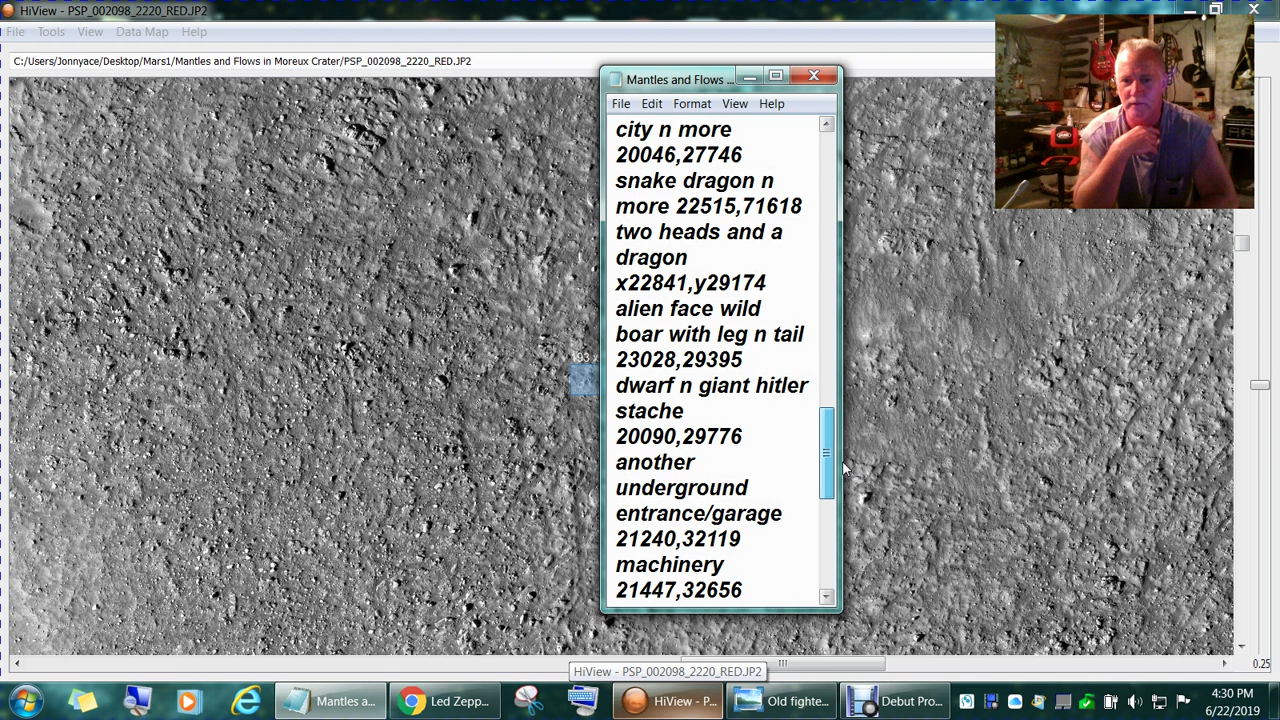 HiView - PSP_002098_2220_RED.JP2
File Tools View Data Map Help
C:/Users/Jonnyace/Desktop/Mars1/Mantles and Flows in Moreux Crater/PSP_002098_2220_RED.JP2
Mantles and Flows ...
File Edit Format View Help
city n more
20046,27746
snake dragon n
more 22515,71618
two heads and a
dragon
x22841,y29174
alien face wild
boar with leg n tail
23028,29395
dwarf n giant hitler
stache
20090,29776
another
underground
entrance/garage
21240,32119
machinery
21447,32656
193 x
0.25
HiView - PSP_002098_2220_RED.JP2
Mantles a...
Led Zepp...
HiView - P...
Old fighte...
Debut Pro...
4:30 PM
6/22/2019